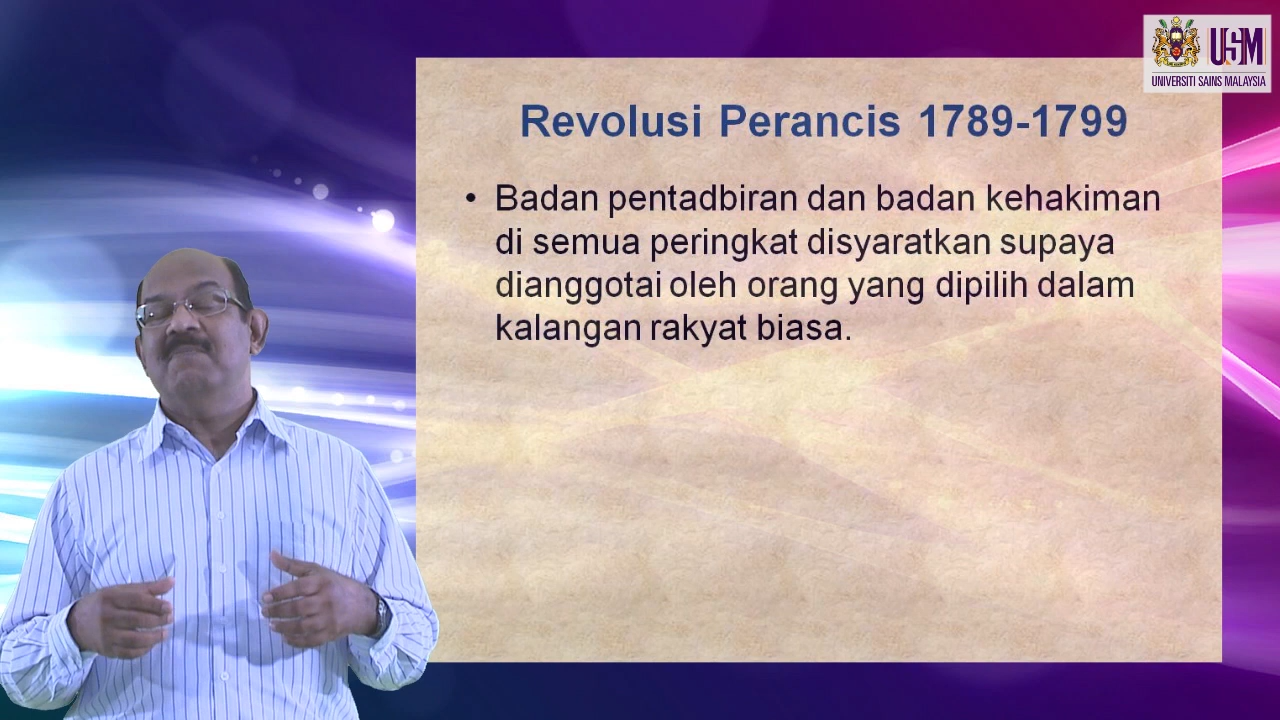 USM
UNIVERSITI SAINS MALAYSIA
Revolusi Perancis 1789-1799
• Badan pentadbiran dan badan kehakiman
di semua peringkat disyaratkan supaya
dianggotai oleh orang yang dipilih dalam
kalangan rakyat biasa.